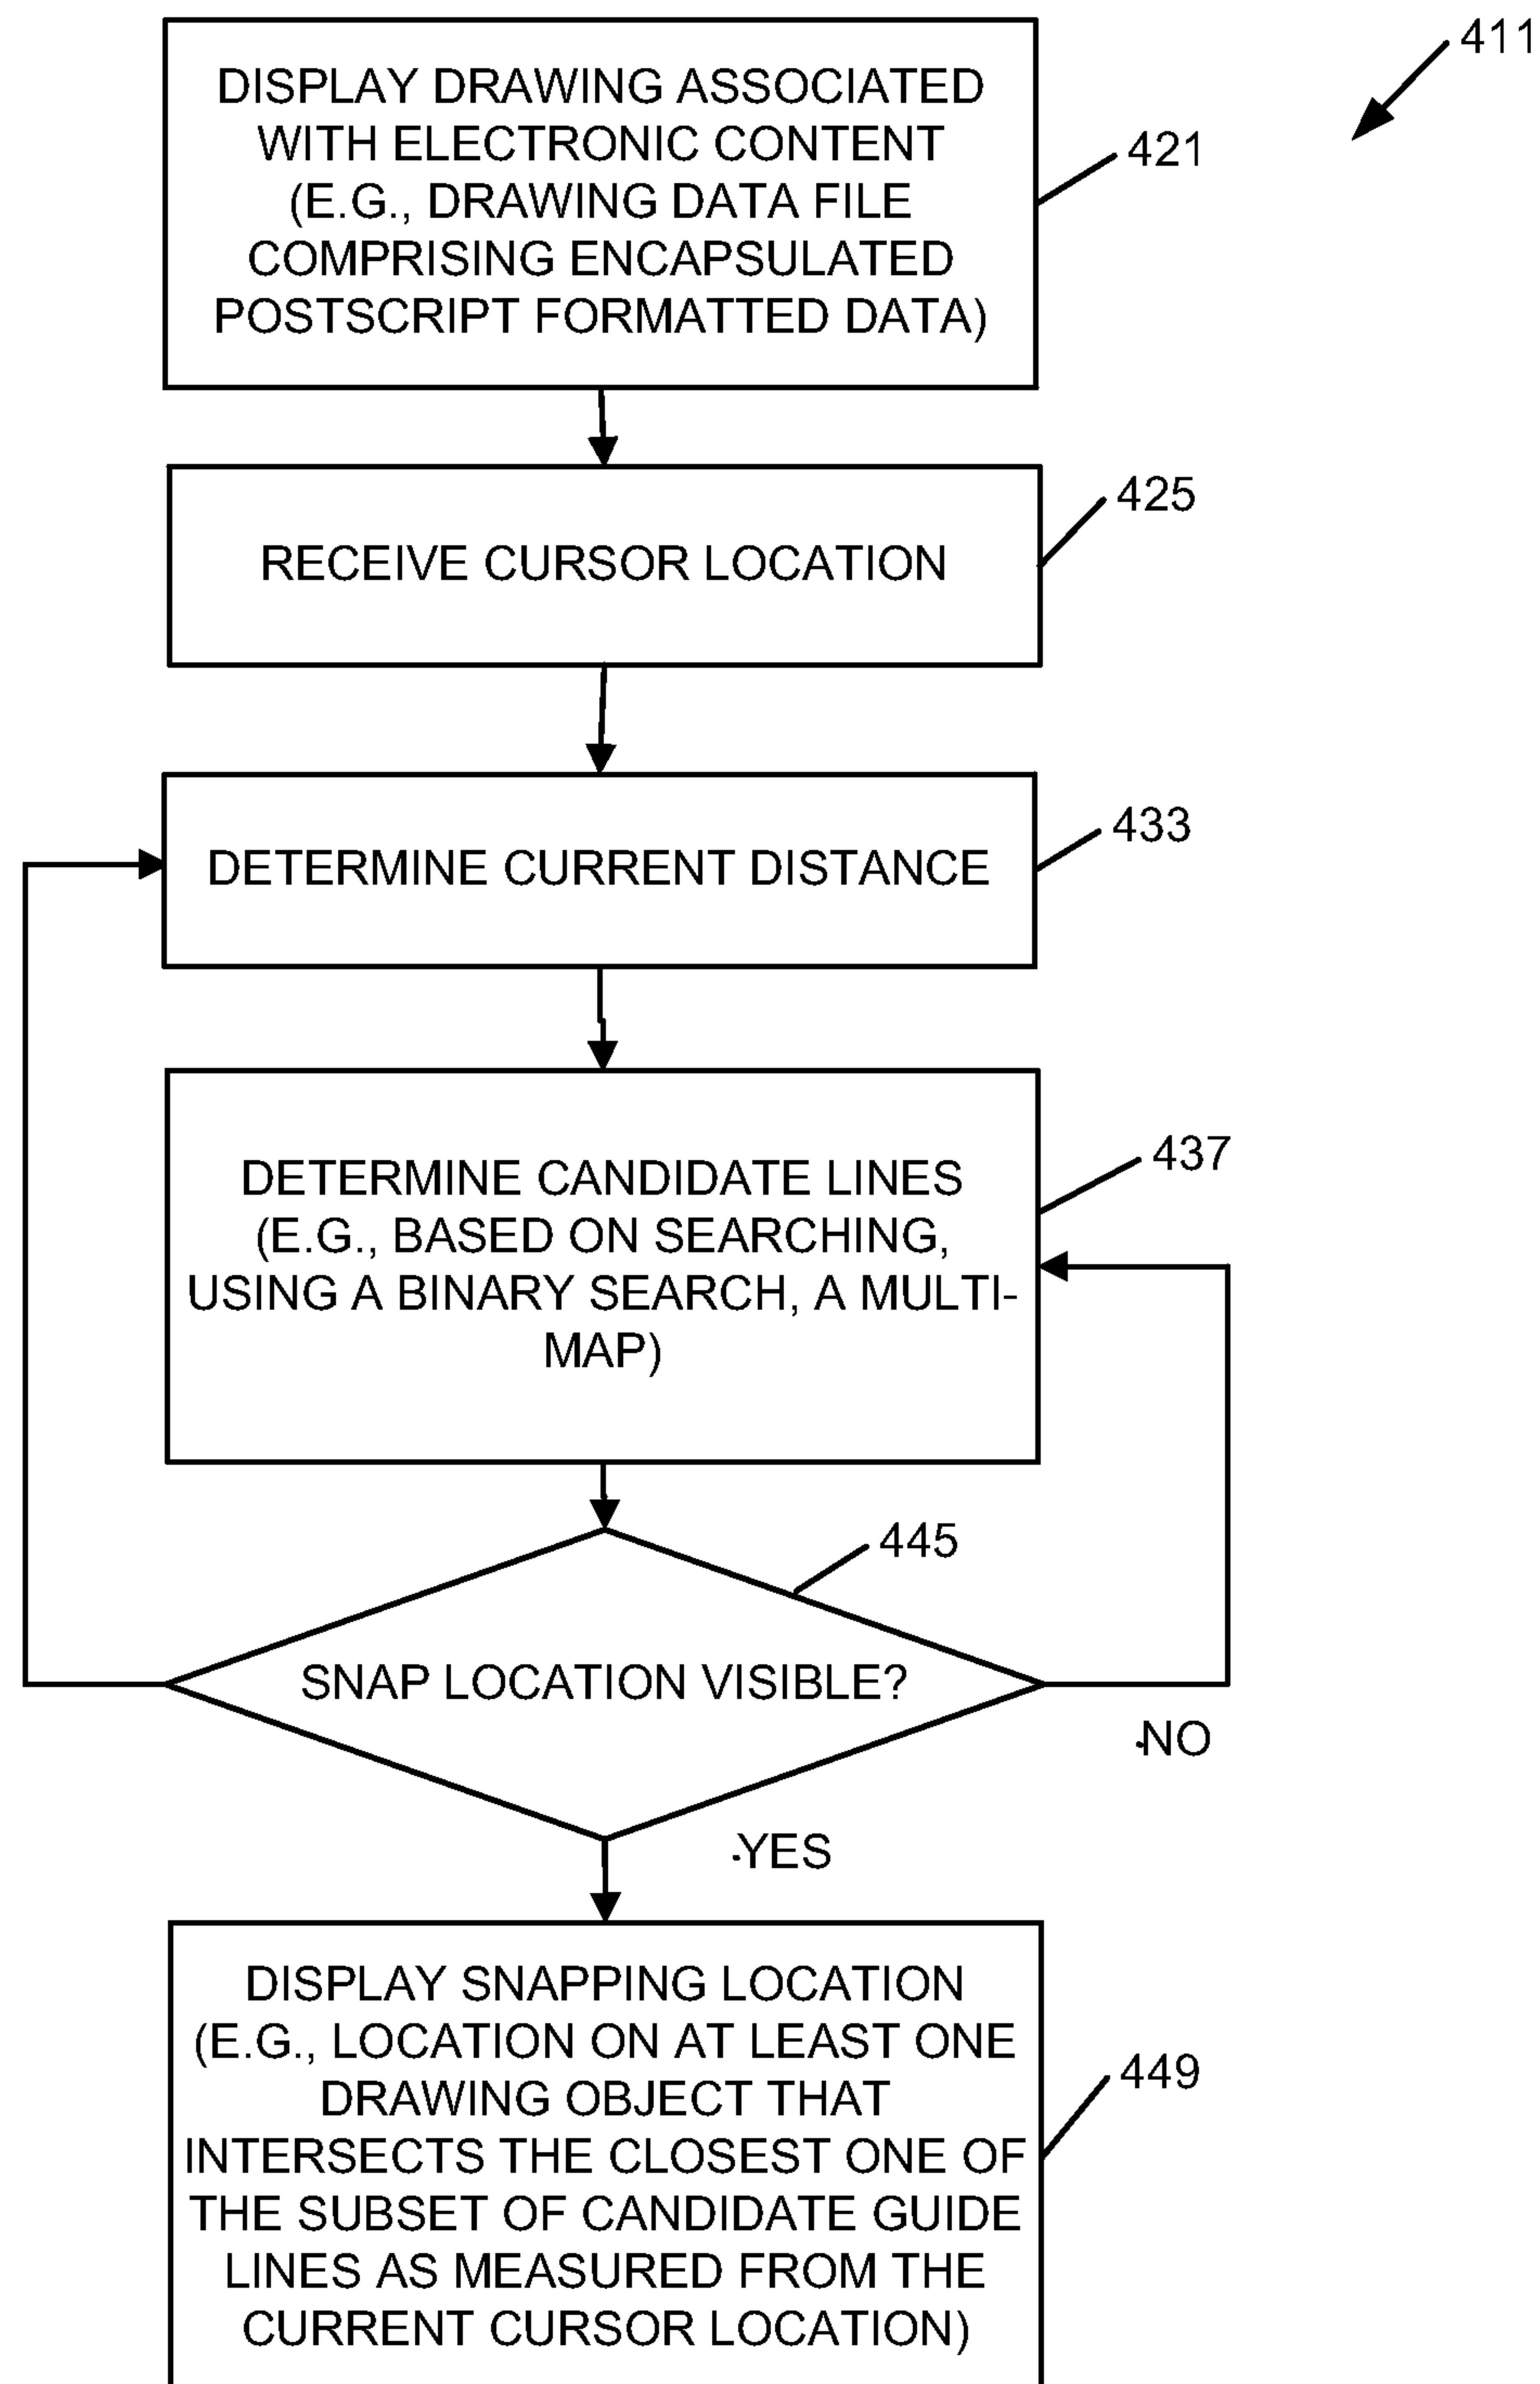 411
DISPLAY DRAWING ASSOCIATED
WITH ELECTRONIC CONTENT
(E.G., DRAWING DATA FILE
COMPRISING ENCAPSULATED
POSTSCRIPT FORMATTED DATA)
421
RECEIVE CURSOR LOCATION
425
DETERMINE CURRENT DISTANCE
433
DETERMINE CANDIDATE LINES
(E.G., BASED ON SEARCHING,
USING A BINARY SEARCH, A MULTI-
MAP)
437
SNAP LOCATION VISIBLE?
445
NO
YES
DISPLAY SNAPPING LOCATION
(E.G., LOCATION ON AT LEAST ONE
DRAWING OBJECT THAT
INTERSECTS THE CLOSEST ONE OF
THE SUBSET OF CANDIDATE GUIDE
LINES AS MEASURED FROM THE
CURRENT CURSOR LOCATION)
449